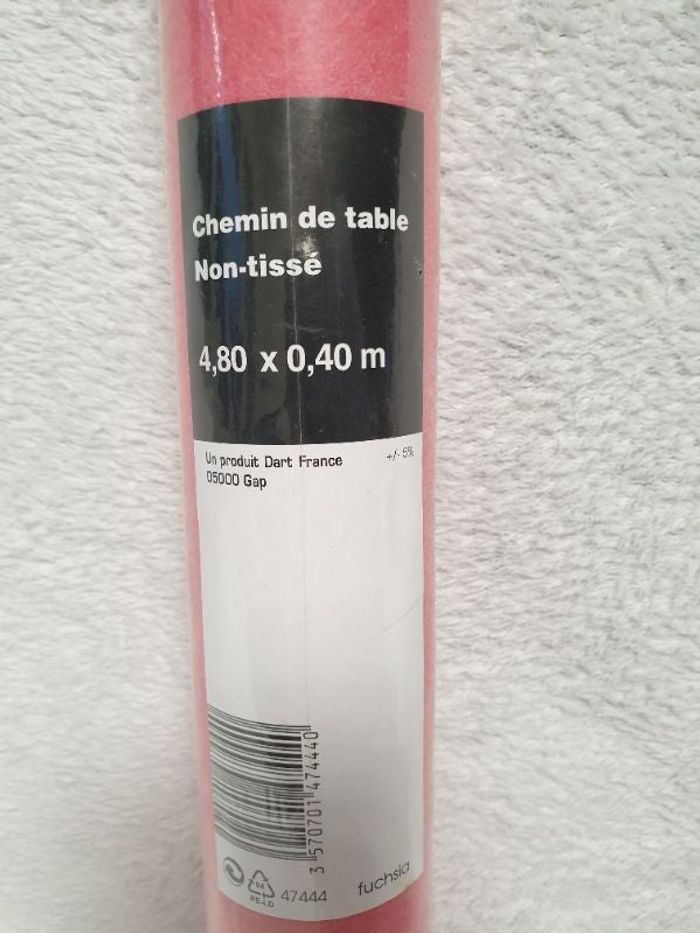 Chemin de table
Non-tissé
4,80 x 0,40 m
Un produit Dart France
+/- 5%
05000 Gap
3 570701 474440
04
PE-LD
47444
fuchsia